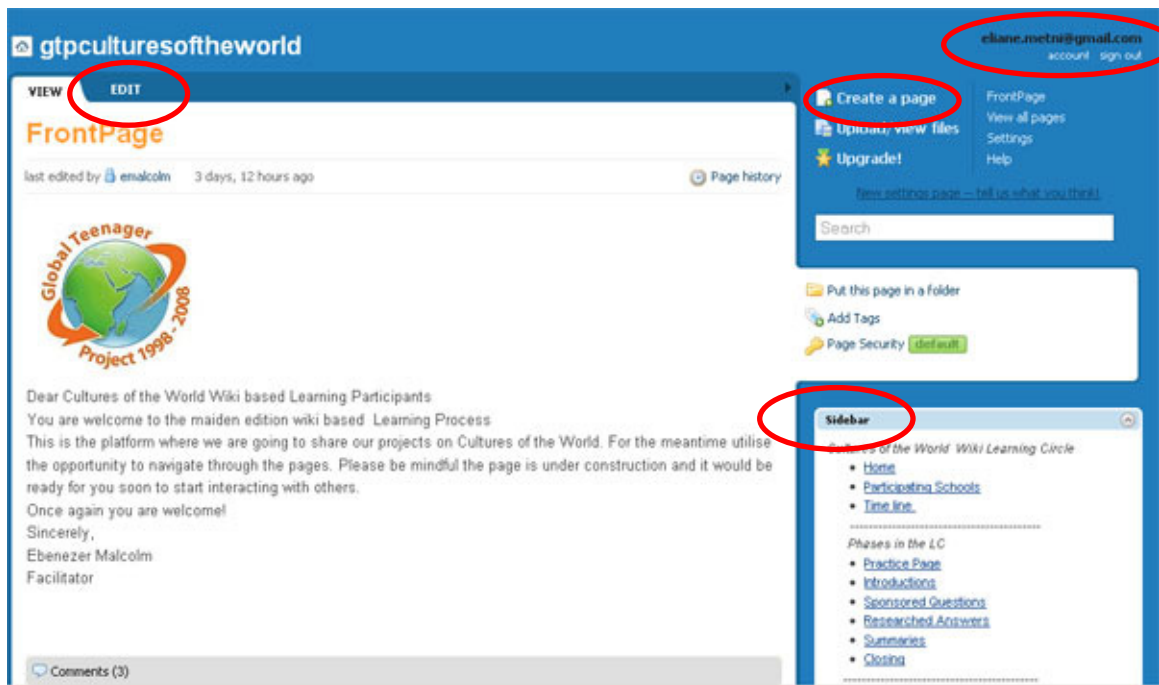 gtpculturesoftheworld
eliane.metni@gmail.com
account sign out
VIEW EDIT
FrontPage
last edited by emalcolm 3 days, 12 hours ago Page history
Global Teenager
Project 1998 - 2008
Dear Cultures of the World Wiki based Learning Participants
You are welcome to the maiden edition wiki based Learning Process
This is the platform where we are going to share our projects on Cultures of the World. For the meantime utilise
the opportunity to navigate through the pages. Please be mindful the page is under construction and it would be
ready for you soon to start interacting with others.
Once again you are welcome!
Sincerely,
Ebenezer Malcolm
Facilitator
Comments (3)
Create a page
Upload/View files
Upgrade!
FrontPage
View all pages
Settings
Help
New settings page -- tell us what you think!
Search
Put this page in a folder
Add Tags
Page Security default
Sidebar
Cultures of the World Wiki Learning Circle
• Home
• Participating Schools
• Time line.
--------------------------------------------
Phases in the LC
• Practice Page
• Introductions
• Sponsored Questions
• Researched Answers
• Summaries
• Closing
--------------------------------------------